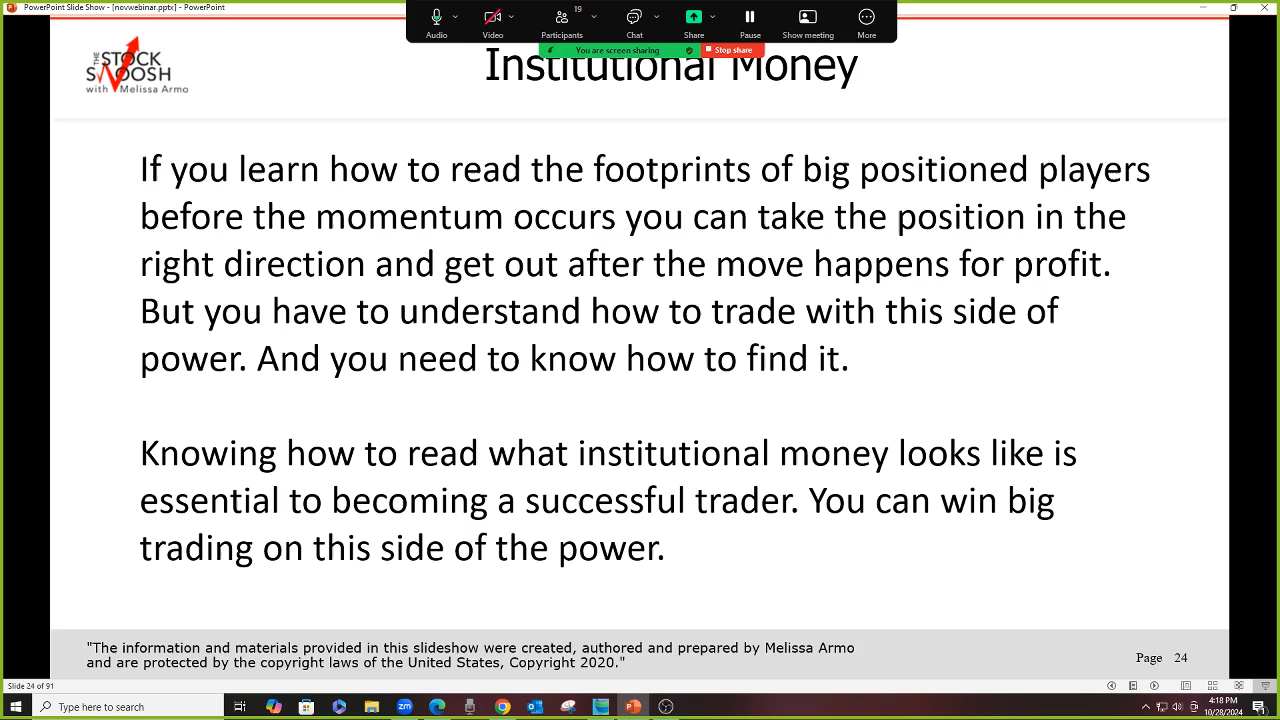 PowerPoint Slide Show - [novwebinar.pptx] - PowerPoint
19
Audio
Video
Participants
Chat
Share
Pause
Show meeting
More
You are screen sharing
Stop share
THE
STOCK
SWOOSH
with Melissa Armo
Institutional Money
If you learn how to read the footprints of big positioned players
before the momentum occurs you can take the position in the
right direction and get out after the move happens for profit.
But you have to understand how to trade with this side of
power. And you need to know how to find it.
Knowing how to read what institutional money looks like is
essential to becoming a successful trader. You can win big
trading on this side of the power.
"The information and materials provided in this slideshow were created, authored and prepared by Melissa Armo
and are protected by the copyright laws of the United States, Copyright 2020."
Page 24
Slide 24 of 91
Type here to search
zm
4:18 PM
10/28/2024